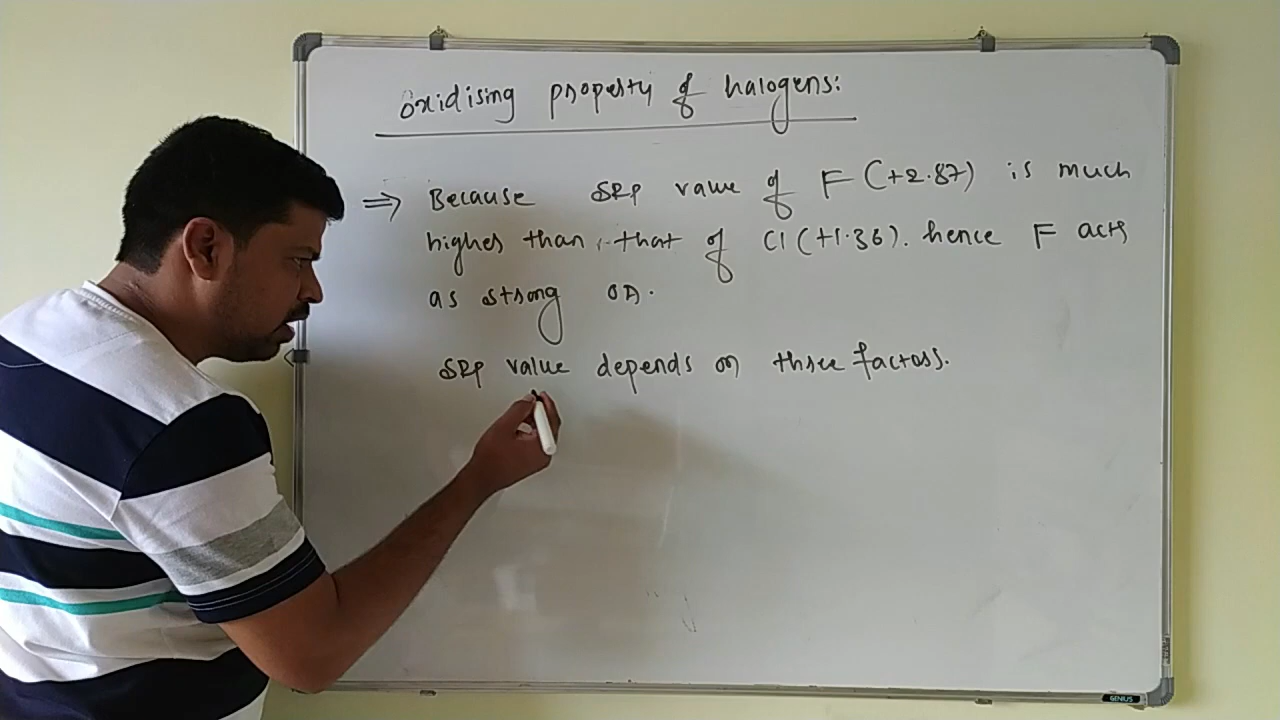 Oxidising property of halogens:
⇒ Because SRP value of F (+2.87) is much
higher than that of Cl (+1.36). hence F acts
as strong OA.
SRP value depends on three factors.
GENIUS